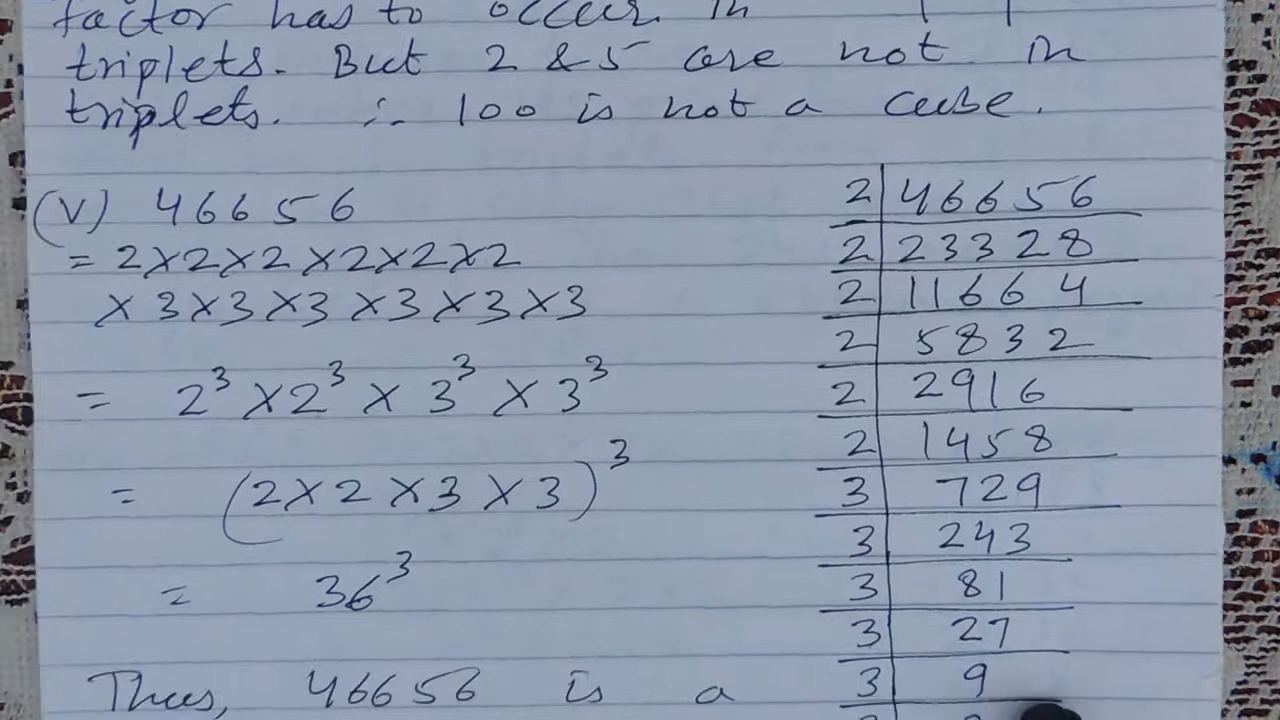 factor has to occur in
triplets. But 2 & 5 are not in
triplets. ∴ 100 is not a cube.
(V) 46656
= 2×2×2×2×2×2
×3×3×3×3×3×3
= 2³ × 2³ × 3³ × 3³
= (2×2×3×3)³
= 36³
Thus, 46656 is a
2 | 46656
2 | 23328
2 | 11664
2 | 5832
2 | 2916
2 | 1458
3 | 729
3 | 243
3 | 81
3 | 27
3 | 9